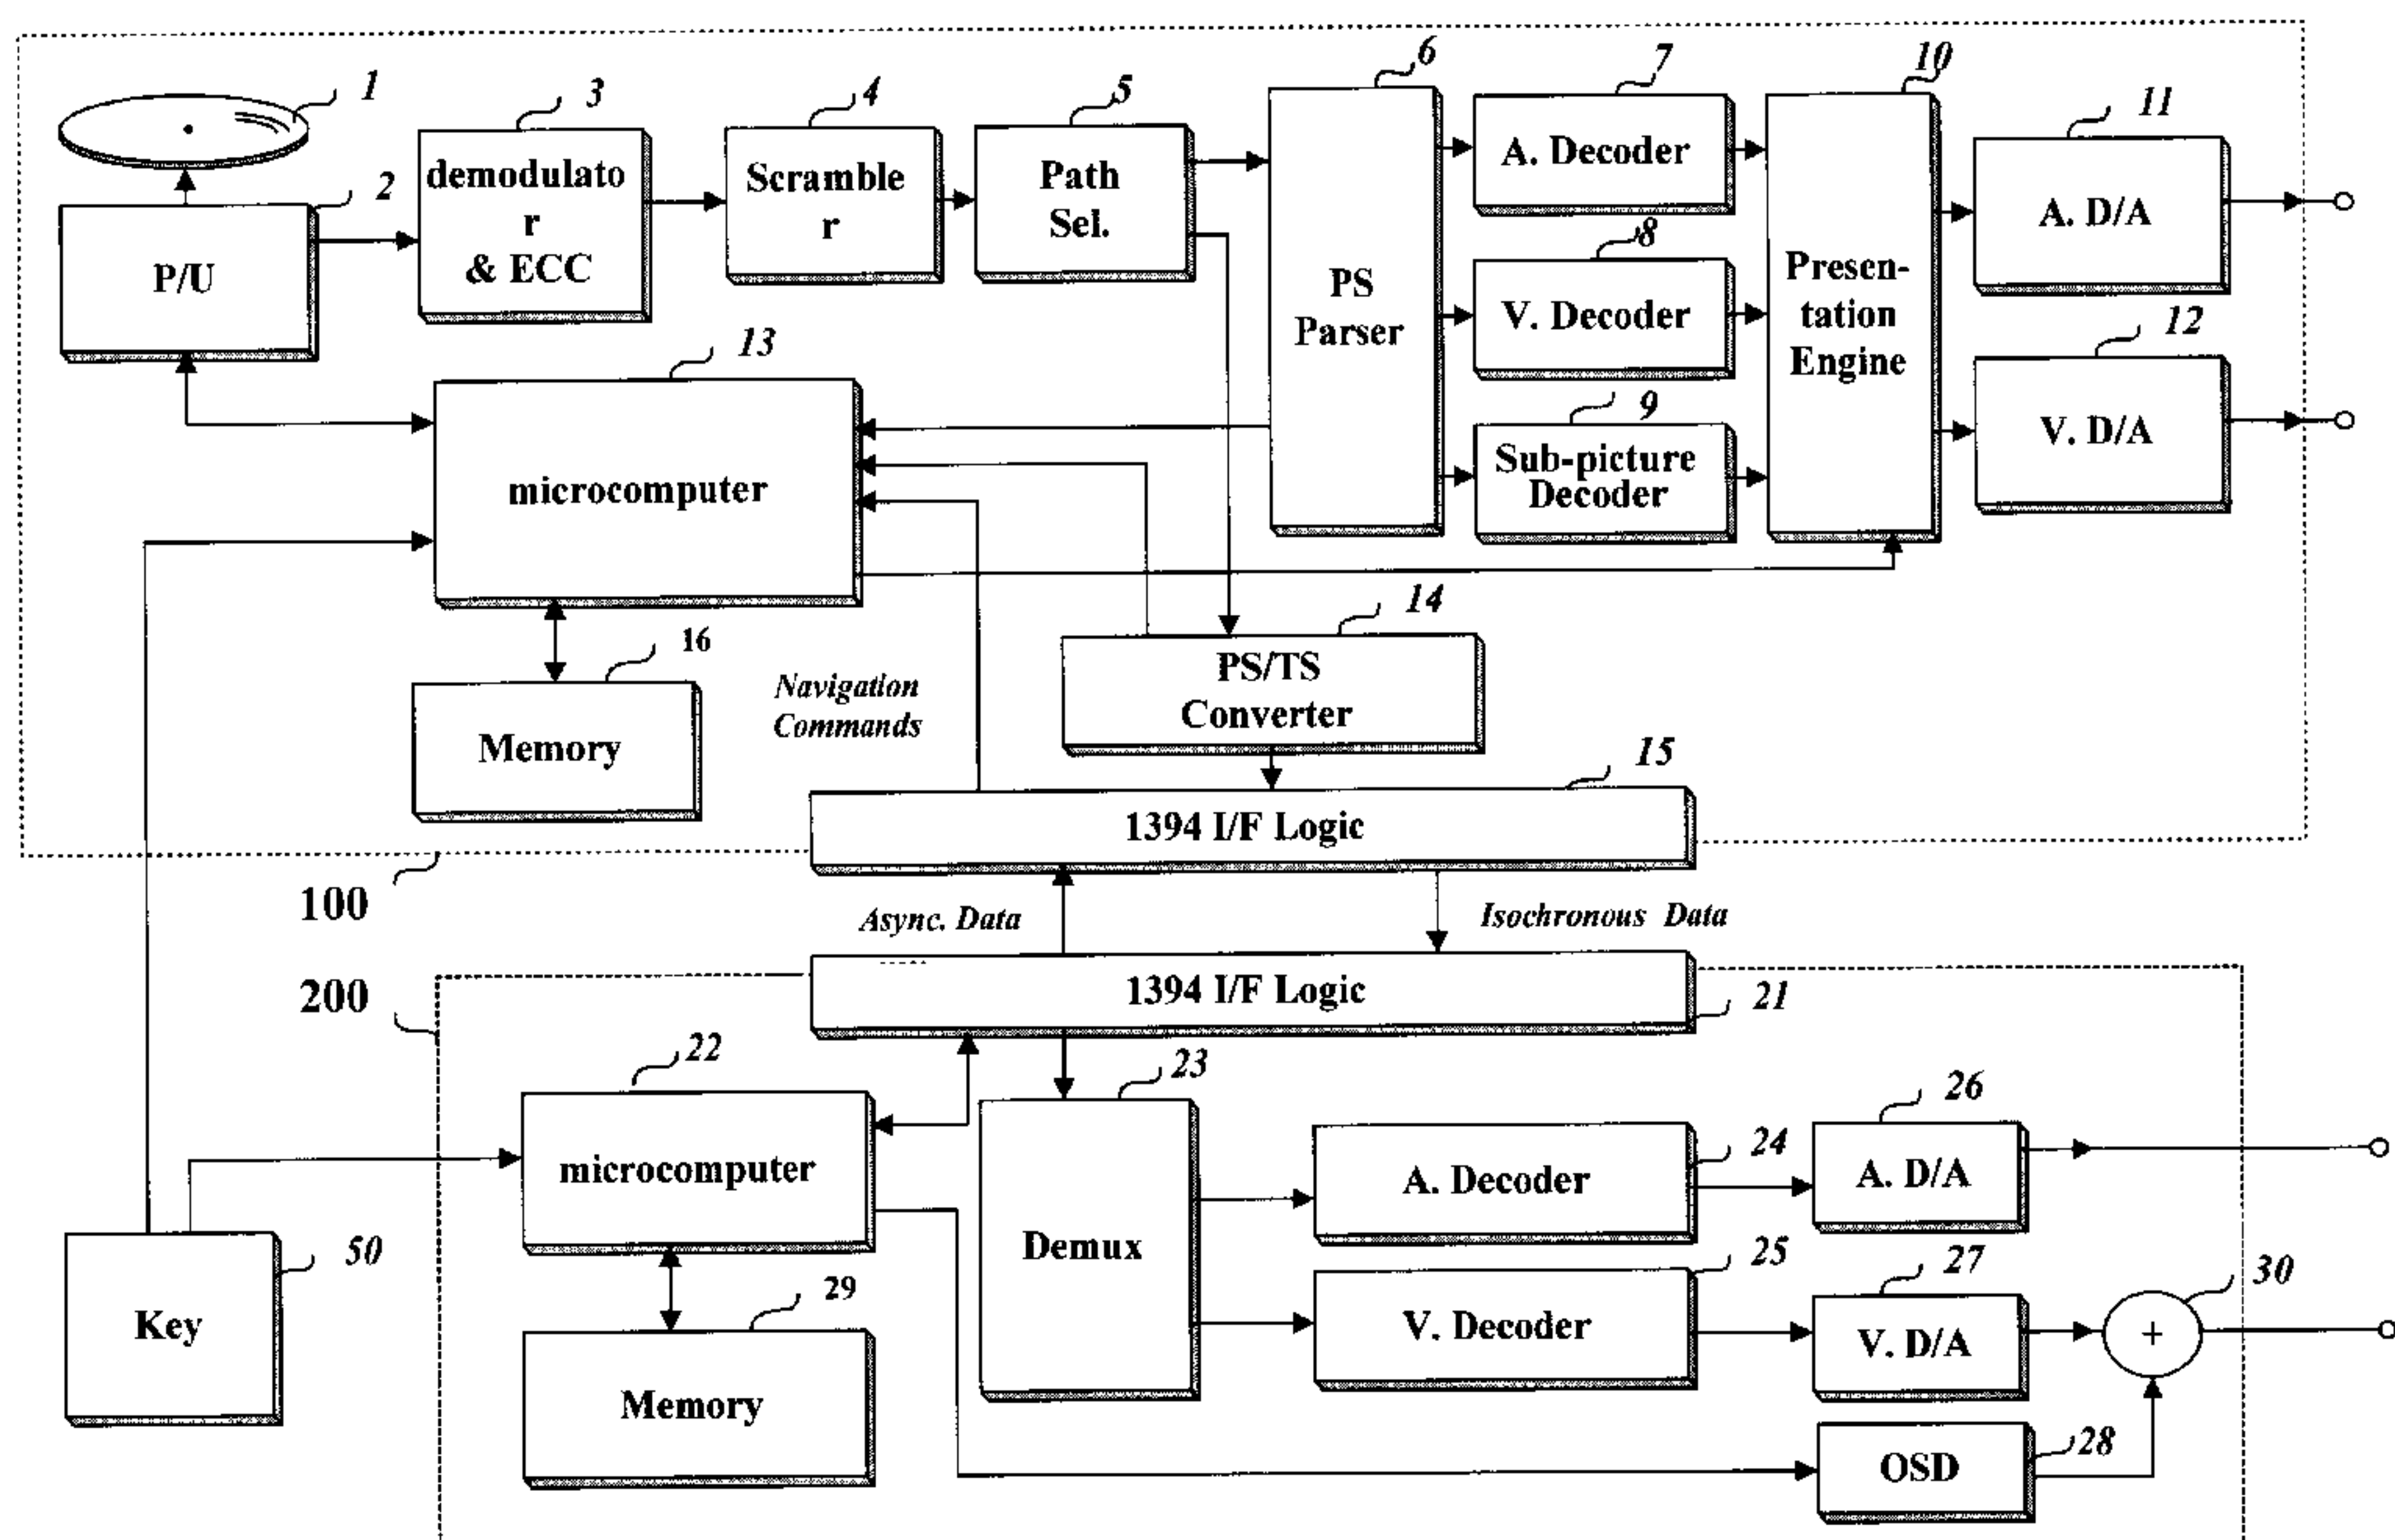 1
2
3
4
5
6
7
8
9
10
11
12
13
14
15
16
P/U
demodulato
r
& ECC
Scramble
r
Path
Sel.
PS
Parser
A. Decoder
V. Decoder
Sub-picture
Decoder
Presen-
tation
Engine
A. D/A
V. D/A
microcomputer
Memory
Navigation
Commands
PS/TS
Converter
1394 I/F Logic
100
Async. Data
Isochronous Data
200
1394 I/F Logic
21
22
23
microcomputer
Demux
A. Decoder
24
26
A. D/A
Key
50
29
Memory
V. Decoder
25
27
V. D/A
30
+
OSD
28